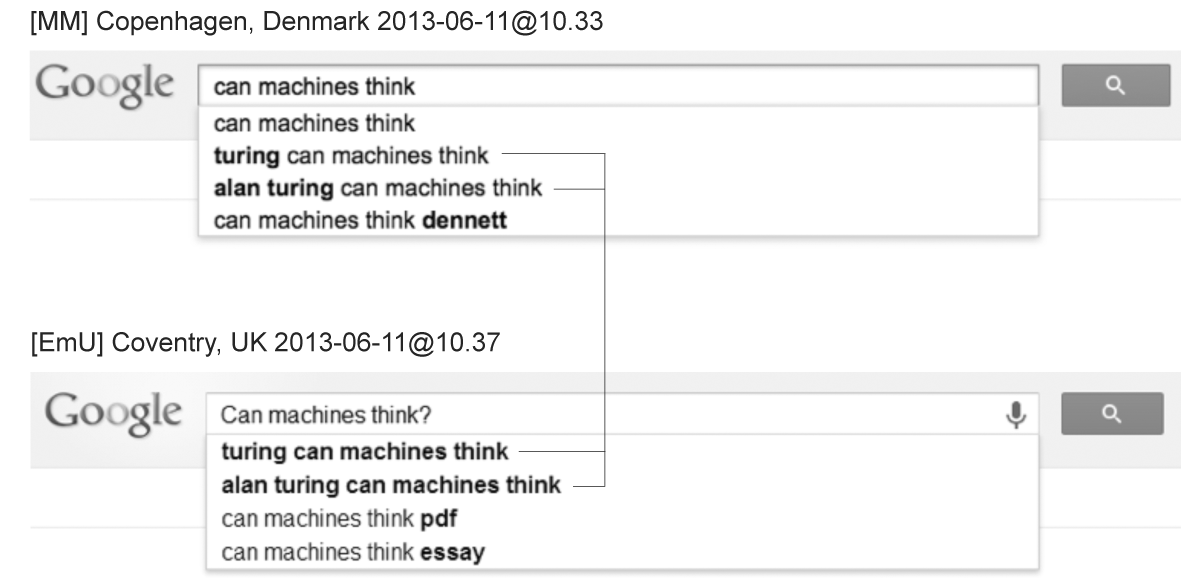 [MM] Copenhagen, Denmark 2013-06-11@10.33
Google can machines think
can machines think
turing can machines think
alan turing can machines think
can machines think dennett
[EmU] Coventry, UK 2013-06-11@10.37
Google Can machines think?
turing can machines think
alan turing can machines think
can machines think pdf
can machines think essay